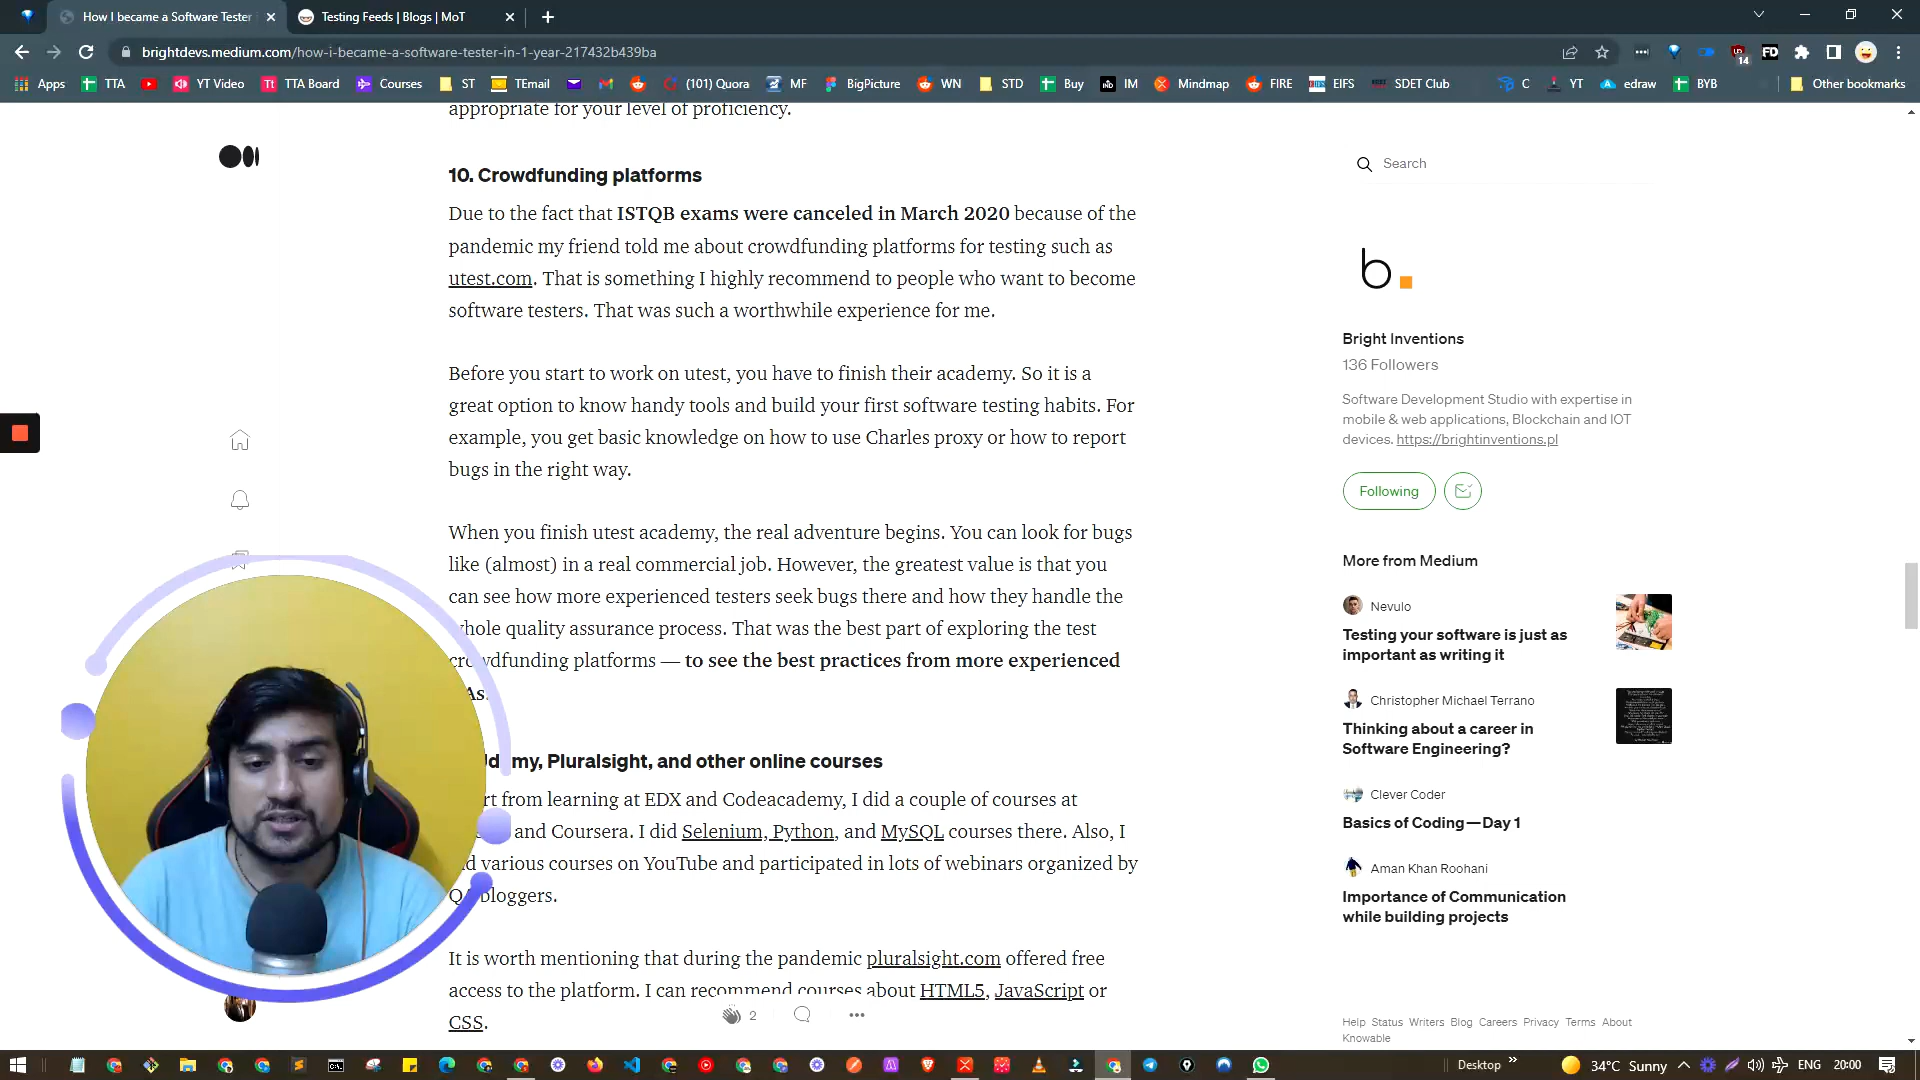 How I became a Software Tester
Testing Feeds | Blogs | MoT
brightdevs.medium.com/how-i-became-a-software-tester-in-1-year-217432b439ba
14
FD
Apps
TTA
YT Video
Tt
TTA Board
Courses
ST
TEmail
(101) Quora
MF
BigPicture
WN
STD
Buy
IM
Mindmap
FIRE
EIFS
SDET Club
C
YT
edraw
BYB
Other bookmarks
appropriate for your level of proficiency.
10. Crowdfunding platforms
Due to the fact that ISTQB exams were canceled in March 2020 because of the
pandemic my friend told me about crowdfunding platforms for testing such as
utest.com. That is something I highly recommend to people who want to become
software testers. That was such a worthwhile experience for me.
Before you start to work on utest, you have to finish their academy. So it is a
great option to know handy tools and build your first software testing habits. For
example, you get basic knowledge on how to use Charles proxy or how to report
bugs in the right way.
When you finish utest academy, the real adventure begins. You can look for bugs
like (almost) in a real commercial job. However, the greatest value is that you
can see how more experienced testers seek bugs there and how they handle the
whole quality assurance process. That was the best part of exploring the test
crowdfunding platforms — to see the best practices from more experienced
As.
my, Pluralsight, and other online courses
from learning at EDX and Codeacademy, I did a couple of courses at
and Coursera. I did Selenium, Python, and MySQL courses there. Also, I
various courses on YouTube and participated in lots of webinars organized by
QA bloggers.
It is worth mentioning that during the pandemic pluralsight.com offered free
access to the platform. I can recommend courses about HTML5, JavaScript or
CSS.
2
Search
b.
Bright Inventions
136 Followers
Software Development Studio with expertise in
mobile & web applications, Blockchain and IOT
devices. https://brightinventions.pl
Following
More from Medium
Nevulo
Testing your software is just as
important as writing it
Christopher Michael Terrano
Thinking about a career in
Software Engineering?
Clever Coder
Basics of Coding — Day 1
Aman Khan Roohani
Importance of Communication
while building projects
Help Status Writers Blog Careers Privacy Terms About
Knowable
Desktop
34°C Sunny
ENG
20:00